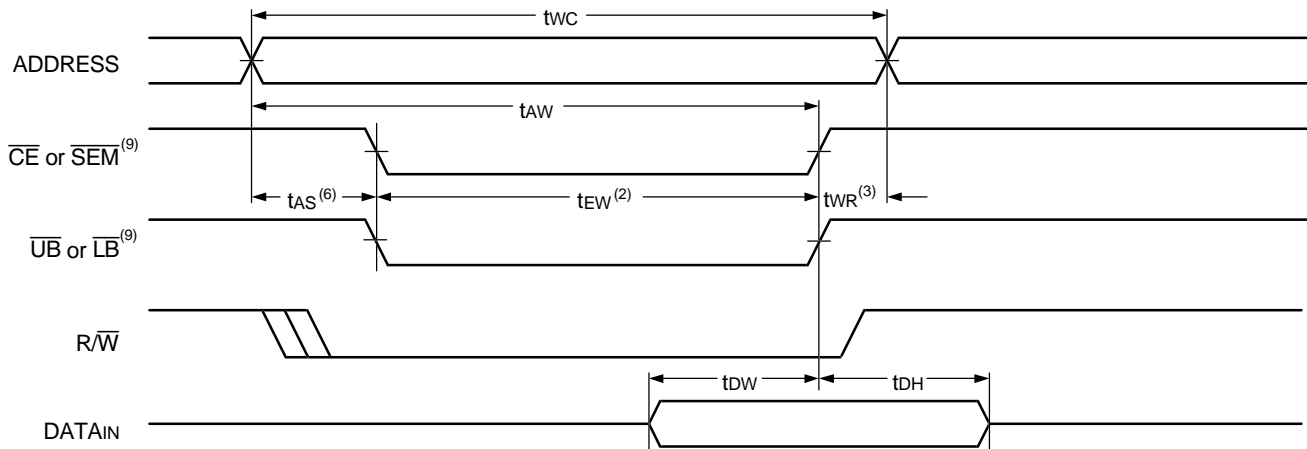 tWC
ADDRESS
tAW
CE or SEM(9)
tAS(6) tEW(2) tWR(3)
UB or LB(9)
R/W
tDW tDH
DATAIN